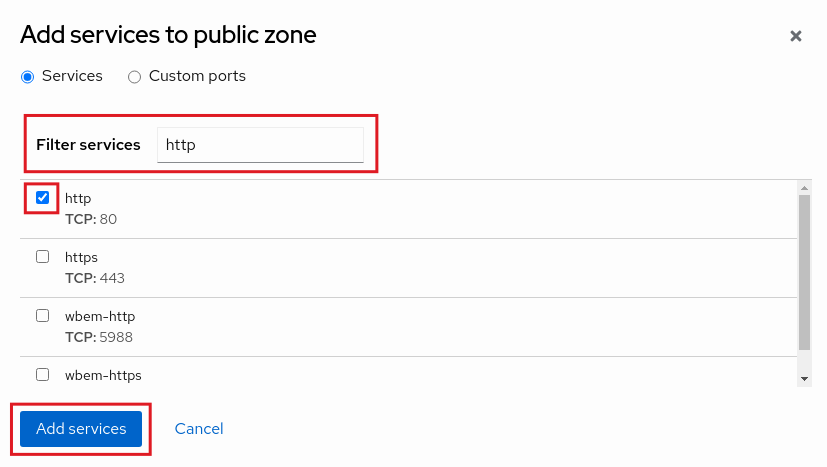 Add services to public zone
Services Custom ports
Filter services http
http
TCP: 80
https
TCP: 443
wbem-http
TCP: 5988
wbem-https
Add services Cancel